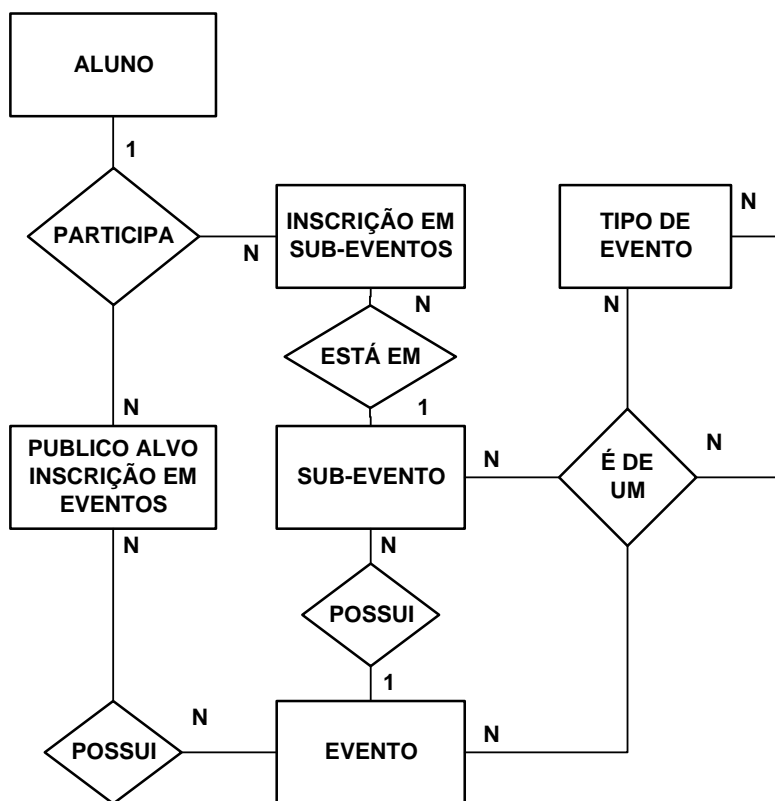 ALUNO
1
PARTICIPA
N
INSCRIÇÃO EM
SUB-EVENTOS
TIPO DE
EVENTO
N
N
N
ESTÁ EM
N
1
PUBLICO ALVO
INSCRIÇÃO EM
EVENTOS
SUB-EVENTO
N
É DE
UM
N
N
N
POSSUI
1
N
POSSUI
EVENTO
N